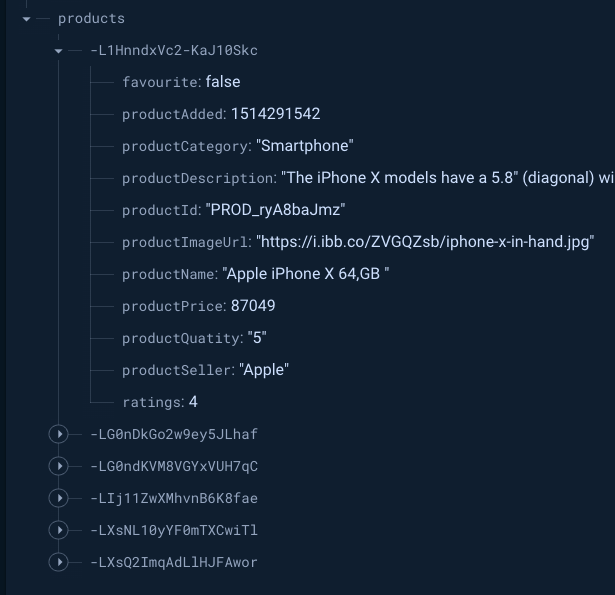 products
-L1HnndxVc2-KaJ10Skc
favourite: false
productAdded: 1514291542
productCategory: "Smartphone"
productDescription: "The iPhone X models have a 5.8" (diagonal) wi
productId: "PROD_ryA8baJmz"
productImageUrl: "https://i.ibb.co/ZVGQZsb/iphone-x-in-hand.jpg"
productName: "Apple iPhone X 64,GB "
productPrice: 87049
productQuatity: "5"
productSeller: "Apple"
ratings: 4
-LG0nDkGo2w9ey5JLhaf
-LG0ndKVM8VGYxVUH7qC
-LIj11ZwXMhvnB6K8fae
-LXsNL10yYF0mTXCwiTl
-LXsQ2ImqAdLlHJFAwor